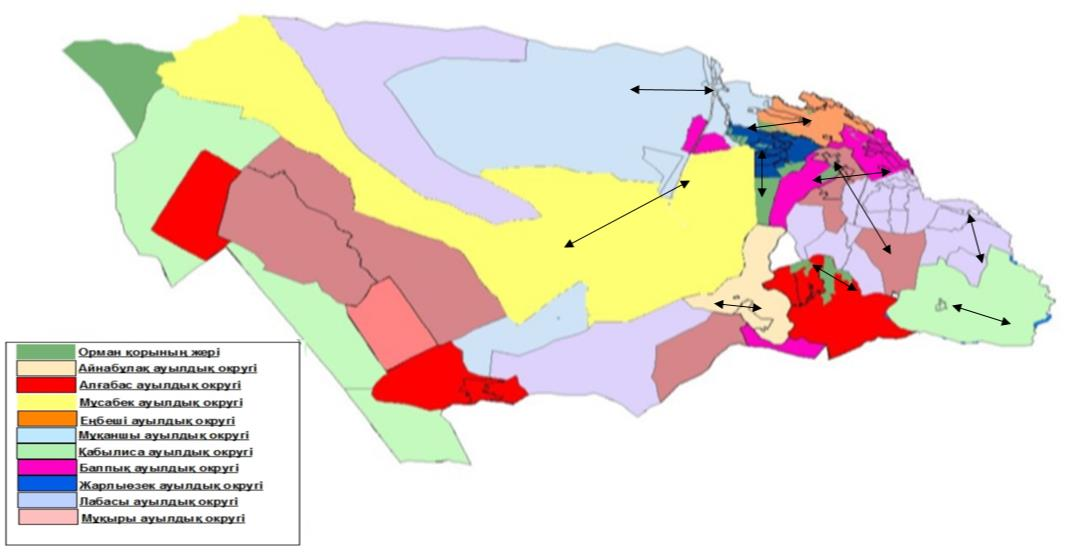 Орман қорының жері
Айнабұлақ ауылдық округі
Алғабас ауылдық округі
Мұсабек ауылдық округі
Еңбеші ауылдық округі
Мұқаншы ауылдық округі
Қабылиса ауылдық округі
Балпық ауылдық округі
Жарлыөзек ауылдық округі
Лабасы ауылдық округі
Мұқыры ауылдық округі